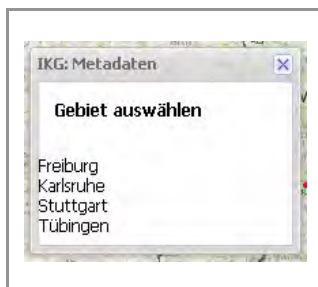 IKG: Metadaten
Gebiet auswählen
Freiburg
Karlsruhe
Stuttgart
Tübingen